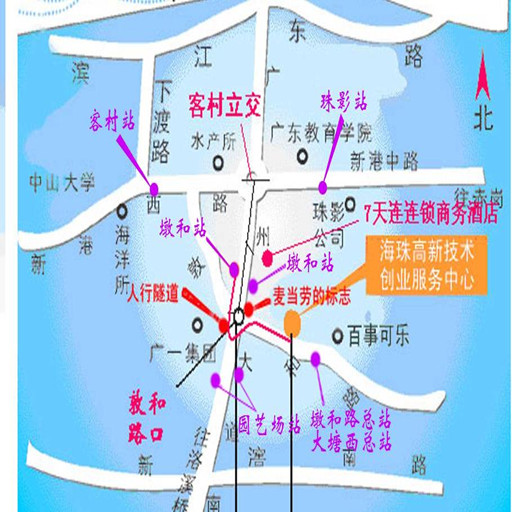 滨
江
东
路
下渡路
广
客村站
客村立交
珠影站
水产所
广东教育学院
北
新港中路
中山大学
西
路
往赤岗
新
港
海洋所
敦和站
州
珠影公司
7天连连锁商务酒店
敦和站
海珠高新技术
创业服务中心
敦
人行隧道
麦当劳的标志
广一集团
大
和
百事可乐
路
敦和
路口
园艺场站
敦和路总站
大塘西总站
往洛溪桥
道
新
滘
南
路
南